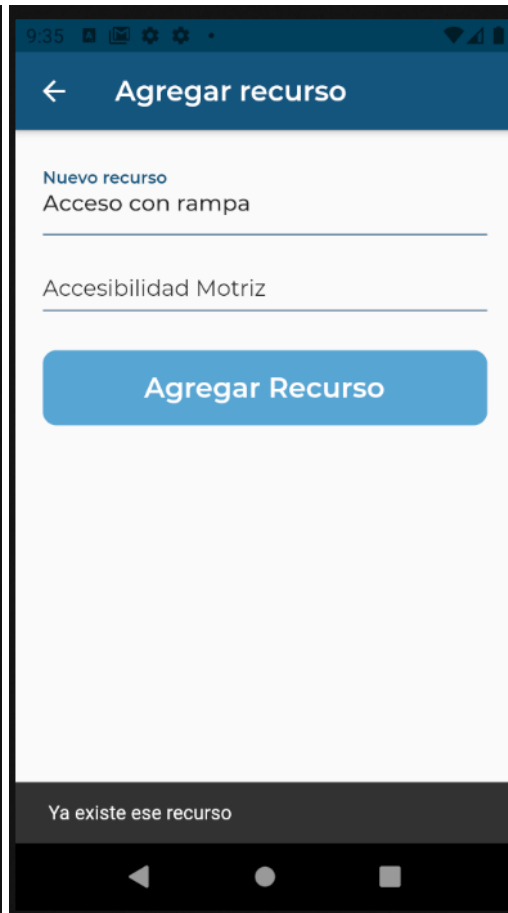 9:35
Agregar recurso
Nuevo recurso
Acceso con rampa
Accesibilidad Motriz
Agregar Recurso
Ya existe ese recurso